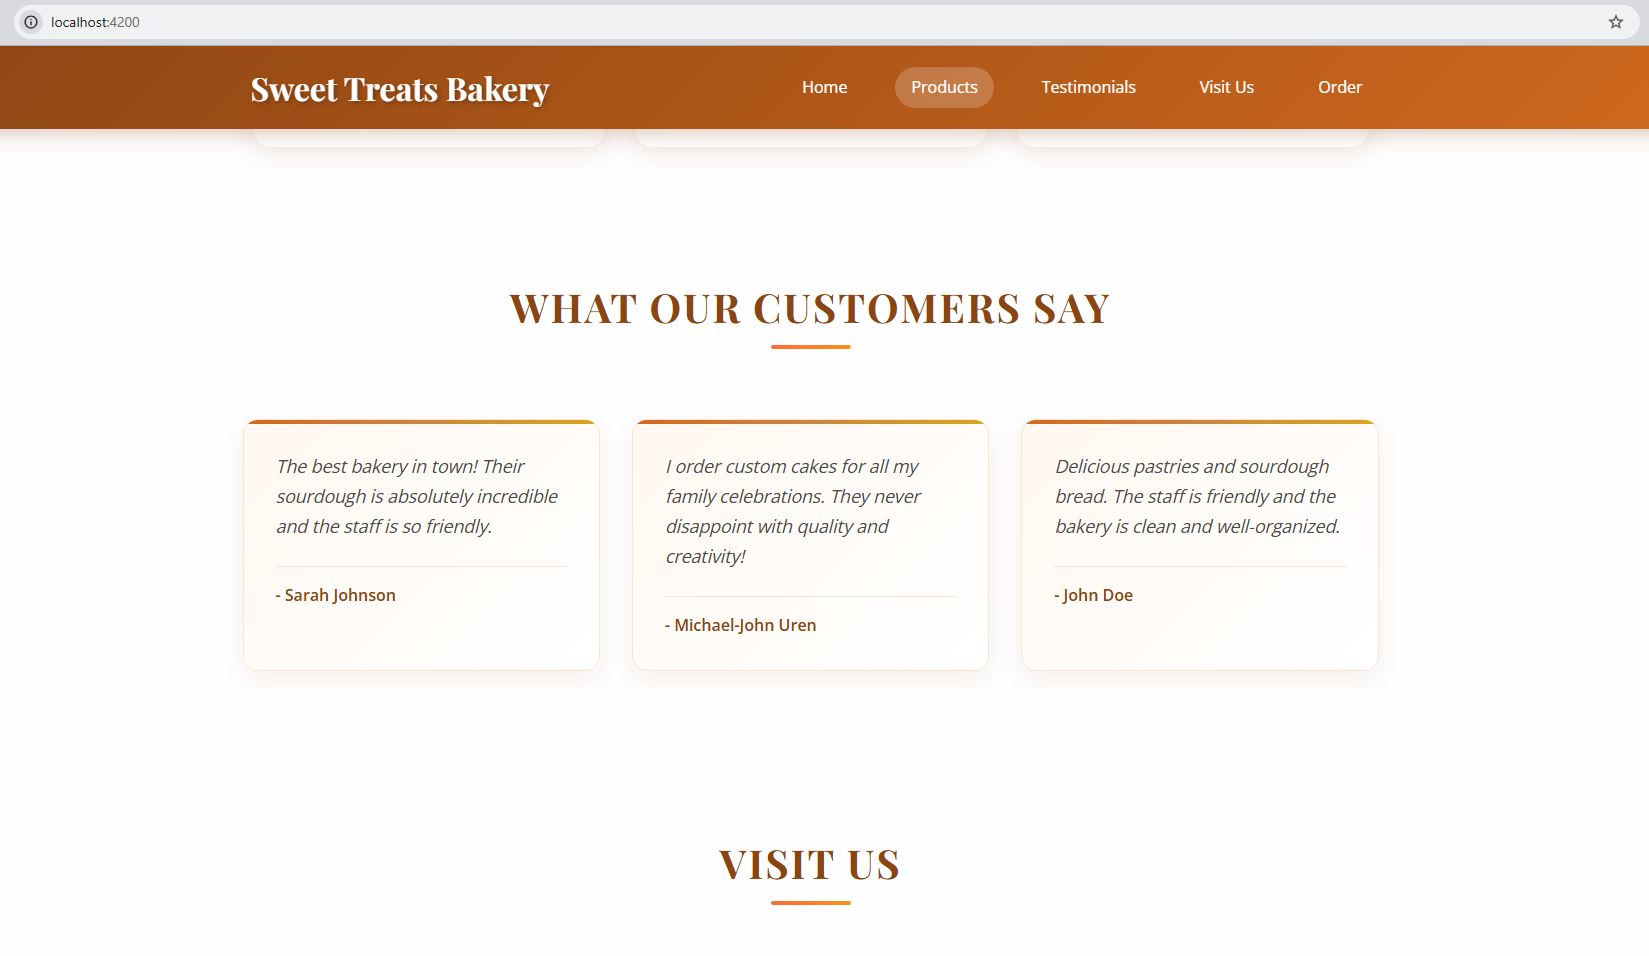 localhost:4200
Sweet Treats Bakery
Home
Products
Testimonials
Visit Us
Order
WHAT OUR CUSTOMERS SAY
The best bakery in town! Their
sourdough is absolutely incredible
and the staff is so friendly.
- Sarah Johnson
I order custom cakes for all my
family celebrations. They never
disappoint with quality and
creativity!
- Michael-John Uren
Delicious pastries and sourdough
bread. The staff is friendly and the
bakery is clean and well-organized.
- John Doe
VISIT US